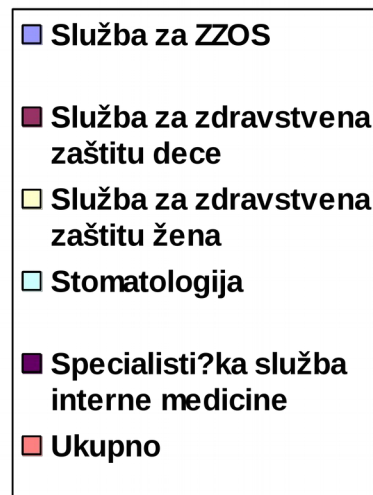 Služba za ZZOS
Služba za zdravstvena
zaštitu dece
Služba za zdravstvena
zaštitu žena
Stomatologija
Specialisti?ka služba
interne medicine
Ukupno